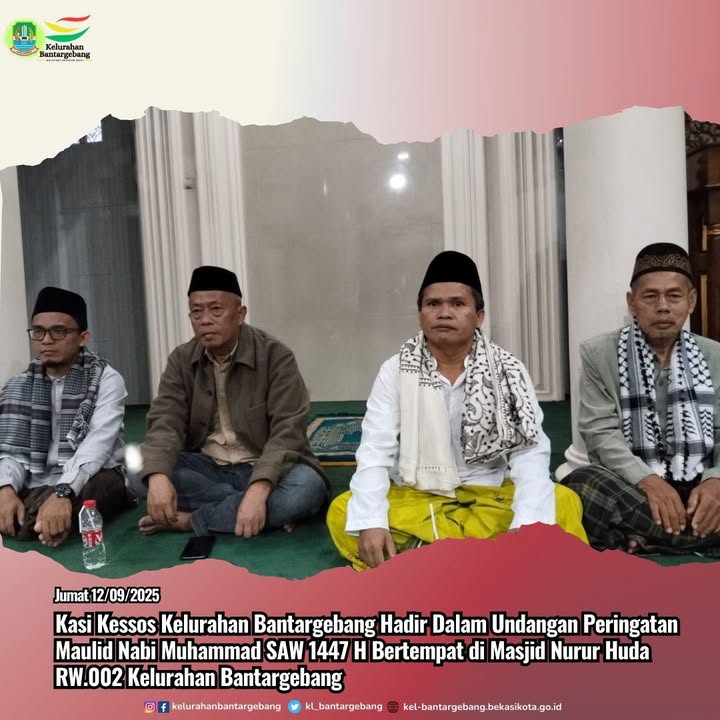 Kelurahan
Bantargebang
Jumat 12/09/2025
Kasi Kessos Kelurahan Bantargebang Hadir Dalam Undangan Peringatan
Maulid Nabi Muhammad SAW 1447 H Bertempat di Masjid Nurur Huda
RW.002 Kelurahan Bantargebang
kelurahanbantargebang kl_bantargebang kel-bantargebang.bekasikota.go.id